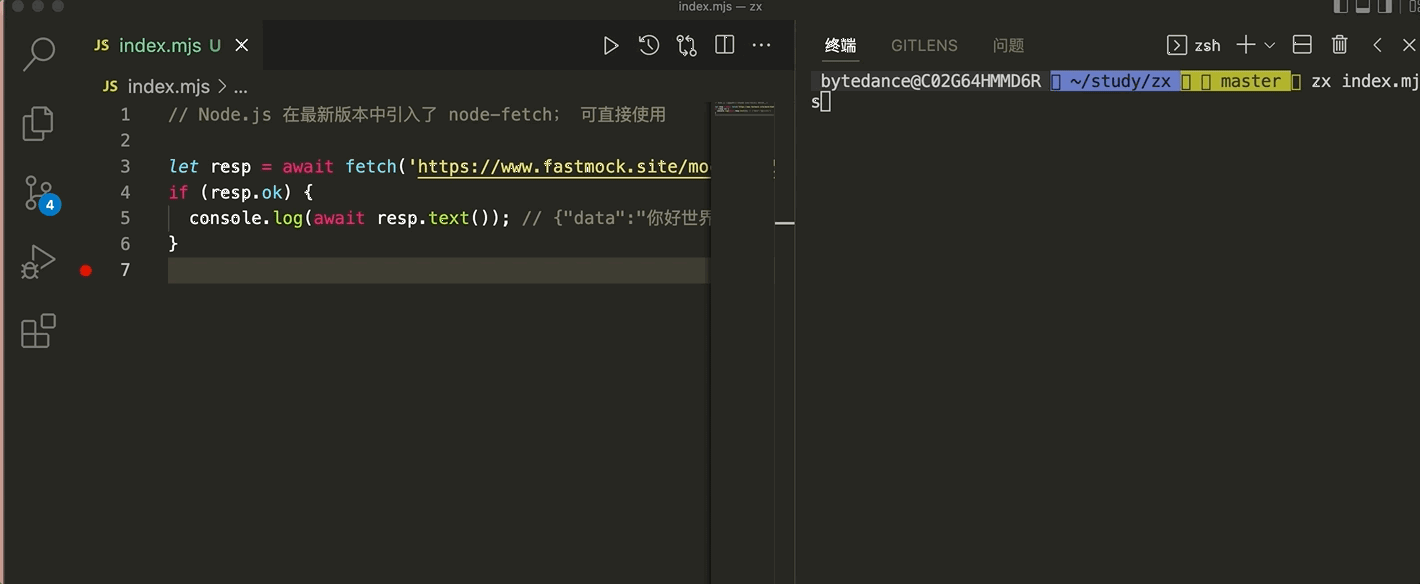 index.mjs — zx
JS index.mjs U
JS index.mjs > ...
1 // Node.js 在最新版本中引入了 node-fetch; 可直接使用
2
3 let resp = await fetch('https://www.fastmock.site/mo
4 if (resp.ok) {
5 console.log(await resp.text()); // {"data":"你好世界
6 }
7
4
终端 GITLENS 问题 zsh
bytedance@C02G64HMMD6R ~/study/zx master zx index.mj
s